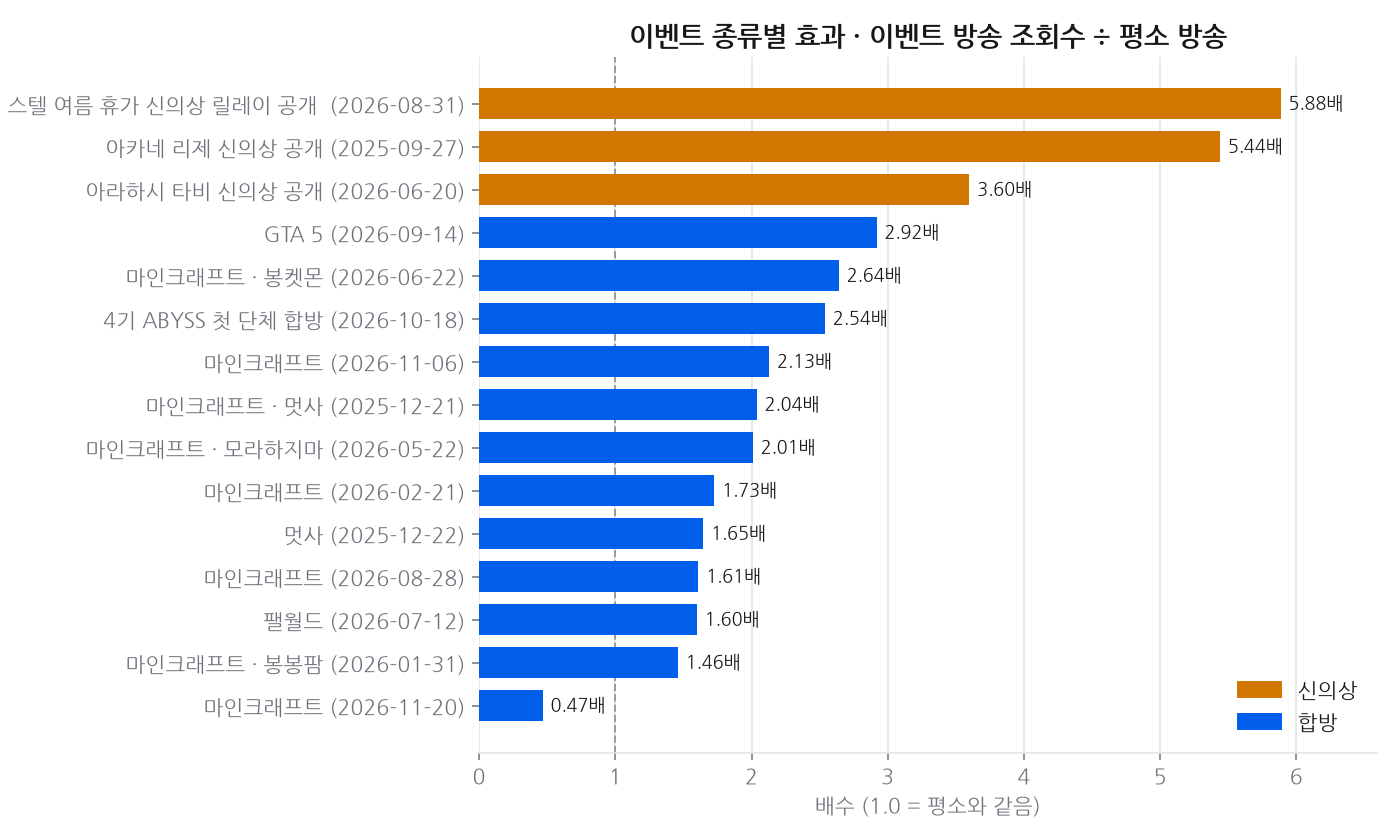 이벤트 종류별 효과 · 이벤트 방송 조회수 ÷ 평소 방송
스텔 여름 휴가 신의상 릴레이 공개 (2026-08-31) 5.88배
아카네 리제 신의상 공개 (2025-09-27) 5.44배
아라하시 타비 신의상 공개 (2026-06-20) 3.60배
GTA 5 (2026-09-14) 2.92배
마인크래프트 · 봉켓몬 (2026-06-22) 2.64배
4기 ABYSS 첫 단체 합방 (2026-10-18) 2.54배
마인크래프트 (2026-11-06) 2.13배
마인크래프트 · 멋사 (2025-12-21) 2.04배
마인크래프트 · 모라하지마 (2026-05-22) 2.01배
마인크래프트 (2026-02-21) 1.73배
멋사 (2025-12-22) 1.65배
마인크래프트 (2026-08-28) 1.61배
팰월드 (2026-07-12) 1.60배
마인크래프트 · 봉봉팜 (2026-01-31) 1.46배
마인크래프트 (2026-11-20) 0.47배
신의상
합방
0 1 2 3 4 5 6
배수 (1.0 = 평소와 같음)